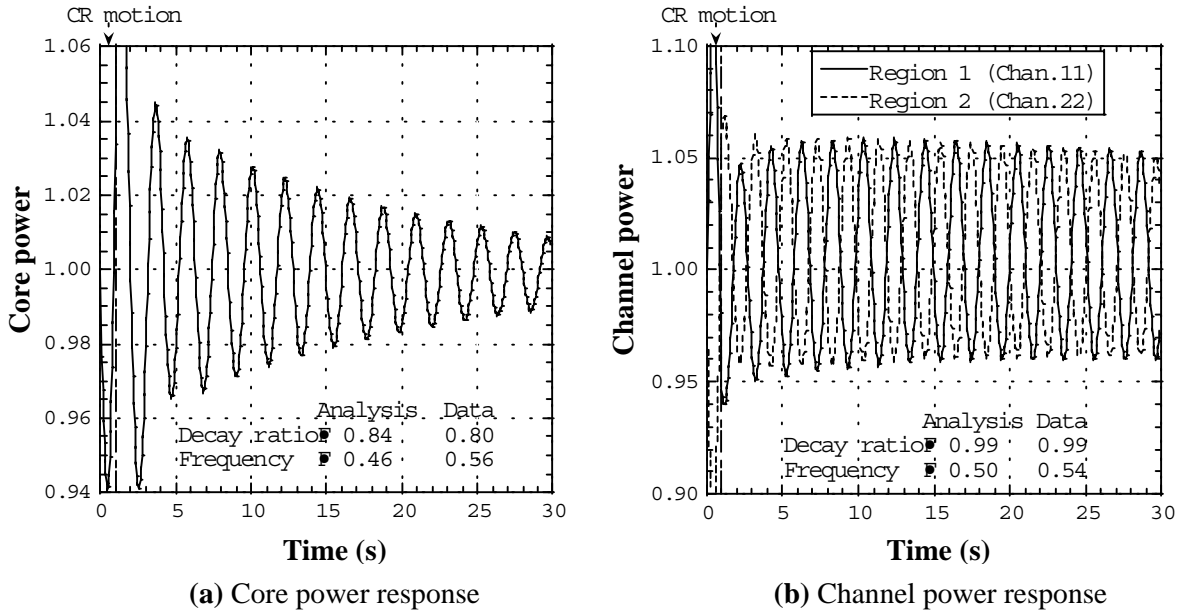 CR motion
1.06
1.04
1.02
1.00
0.98
0.96
0.94
Core power
Analysis Data
Decay ratio●F 0.84 0.80
Frequency ●F 0.46 0.56
0 5 10 15 20 25 30
Time (s)
(a) Core power response
CR motion
1.10
1.05
1.00
0.95
0.90
Channel power
Region 1 (Chan.11)
Region 2 (Chan.22)
Analysis Data
Decay ratio●F 0.99 0.99
Frequency ●F 0.50 0.54
0 5 10 15 20 25 30
Time (s)
(b) Channel power response